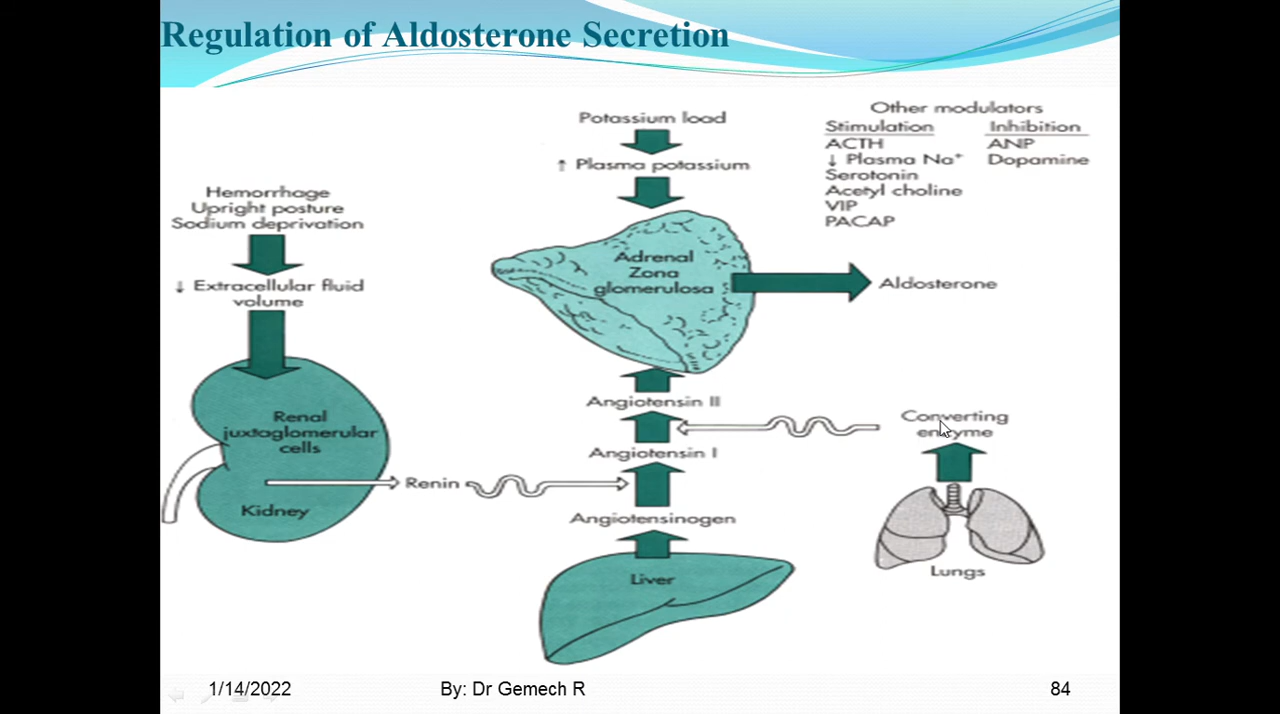 Regulation of Aldosterone Secretion
Potassium load
↑ Plasma potassium
Other modulators
Stimulation
ACTH
↓ Plasma Na⁺
Serotonin
Acetyl choline
VIP
PACAP
Inhibition
ANP
Dopamine
Hemorrhage
Upright posture
Sodium deprivation
↓ Extracellular fluid
volume
Adrenal
Zona
glomerulosa
Aldosterone
Renal
juxtaglomerular
cells
Kidney
Renin
Angiotensin II
Angiotensin I
Angiotensinogen
Liver
Converting
enzyme
Lungs
1/14/2022
By: Dr Gemech R
84